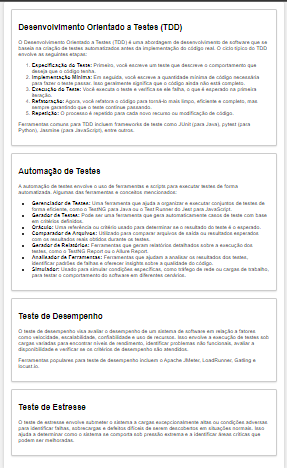 Desenvolvimento Orientado a Testes (TDD)
O Desenvolvimento Orientado a Testes (TDD) é uma abordagem de desenvolvimento de software que se
baseia na criação de testes automatizados antes da implementação do código real. O ciclo típico do TDD
envolve as seguintes etapas:
1. Especificação do Teste: Primeiro, você escreve um teste que descreve o comportamento que
deseja que o código tenha.
2. Implementação Mínima: Em seguida, você escreve a quantidade mínima de código necessária
para fazer o teste passar. Isso geralmente significa que o código ainda não está completo.
3. Execução do Teste: Você executa o teste e verifica se ele falha, o que é esperado na primeira
iteração.
4. Refatoração: Agora, você refatora o código para torná-lo mais limpo, eficiente e completo, mas
sempre garantindo que o teste continue passando.
5. Repetição: O processo é repetido para cada novo recurso ou modificação do código.
Ferramentas comuns para TDD incluem frameworks de teste como JUnit (para Java), pytest (para
Python), Jasmine (para JavaScript), entre outros.
Automação de Testes
A automação de testes envolve o uso de ferramentas e scripts para executar testes de forma
automatizada. Algumas das ferramentas e conceitos mencionados:
• Gerenciador de Testes: Uma ferramenta que ajuda a organizar e executar conjuntos de testes de
forma eficiente, como o TestNG para Java ou o Test Runner do Jest para JavaScript.
• Gerador de Testes: Pode ser uma ferramenta que gera automaticamente casos de teste com base
em critérios definidos.
• Oráculo: Uma referência ou critério usado para determinar se o resultado do teste é o esperado.
• Comparador de Arquivos: Utilizado para comparar arquivos de saída ou resultados esperados
com os resultados reais obtidos durante os testes.
• Gerador de Relatórios: Ferramentas que geram relatórios detalhados sobre a execução dos
testes, como o TestNG Report ou o Allure Report.
• Analisador de Ferramentas: Ferramentas que ajudam a analisar os resultados dos testes,
identificar padrões de falhas e oferecer insights sobre a qualidade do código.
• Simulador: Usado para simular condições específicas, como tráfego de rede ou cargas de trabalho,
para testar o comportamento do software em diferentes cenários.
Teste de Desempenho
O teste de desempenho visa avaliar o desempenho de um sistema de software em relação a fatores
como velocidade, escalabilidade, confiabilidade e uso de recursos. Isso envolve a execução de testes sob
cargas variadas para encontrar níveis de rendimento, identificar problemas não funcionais, avaliar a
disponibilidade e verificar se os critérios de desempenho são atendidos.
Ferramentas populares para teste de desempenho incluem o Apache JMeter, LoadRunner, Gatling e
locust.io.
Teste de Estresse
O teste de estresse envolve submeter o sistema a cargas excepcionalmente altas ou condições adversas
para identificar falhas, sobrecargas e defeitos difíceis de serem descobertos em situações normais. Isso
ajuda a determinar como o sistema se comporta sob pressão extrema e a identificar áreas críticas que
podem ser melhoradas.